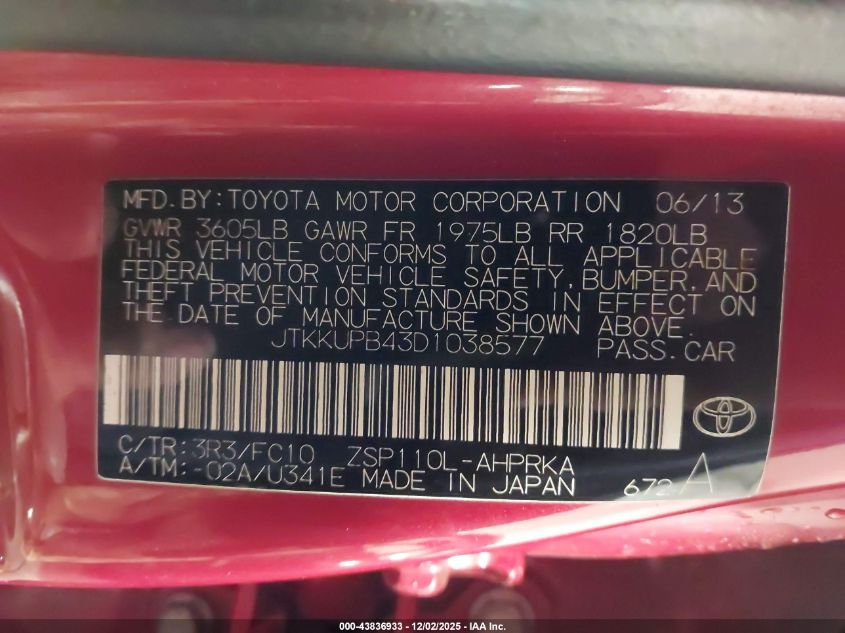 MFD.BY:TOYOTA MOTOR CORPORATION 06/13
GVWR 3605LB GAWR FR 1975LB RR 1820LB
THIS VEHICLE CONFORMS TO ALL APPLICABLE
FEDERAL MOTOR VEHICLE SAFETY,BUMPER,AND
THEFT PREVENTION STANDARDS IN EFFECT ON
THE DATE OF MANUFACTURE SHOWN ABOVE.
JTKKUPB43D1038577 PASS.CAR
C/TR:3R3/FC10 ZSP110L-AHPRKA
A/TM:-02A/U341E MADE IN JAPAN 672 A
000-43836933 - 12/02/2025 - IAA Inc.